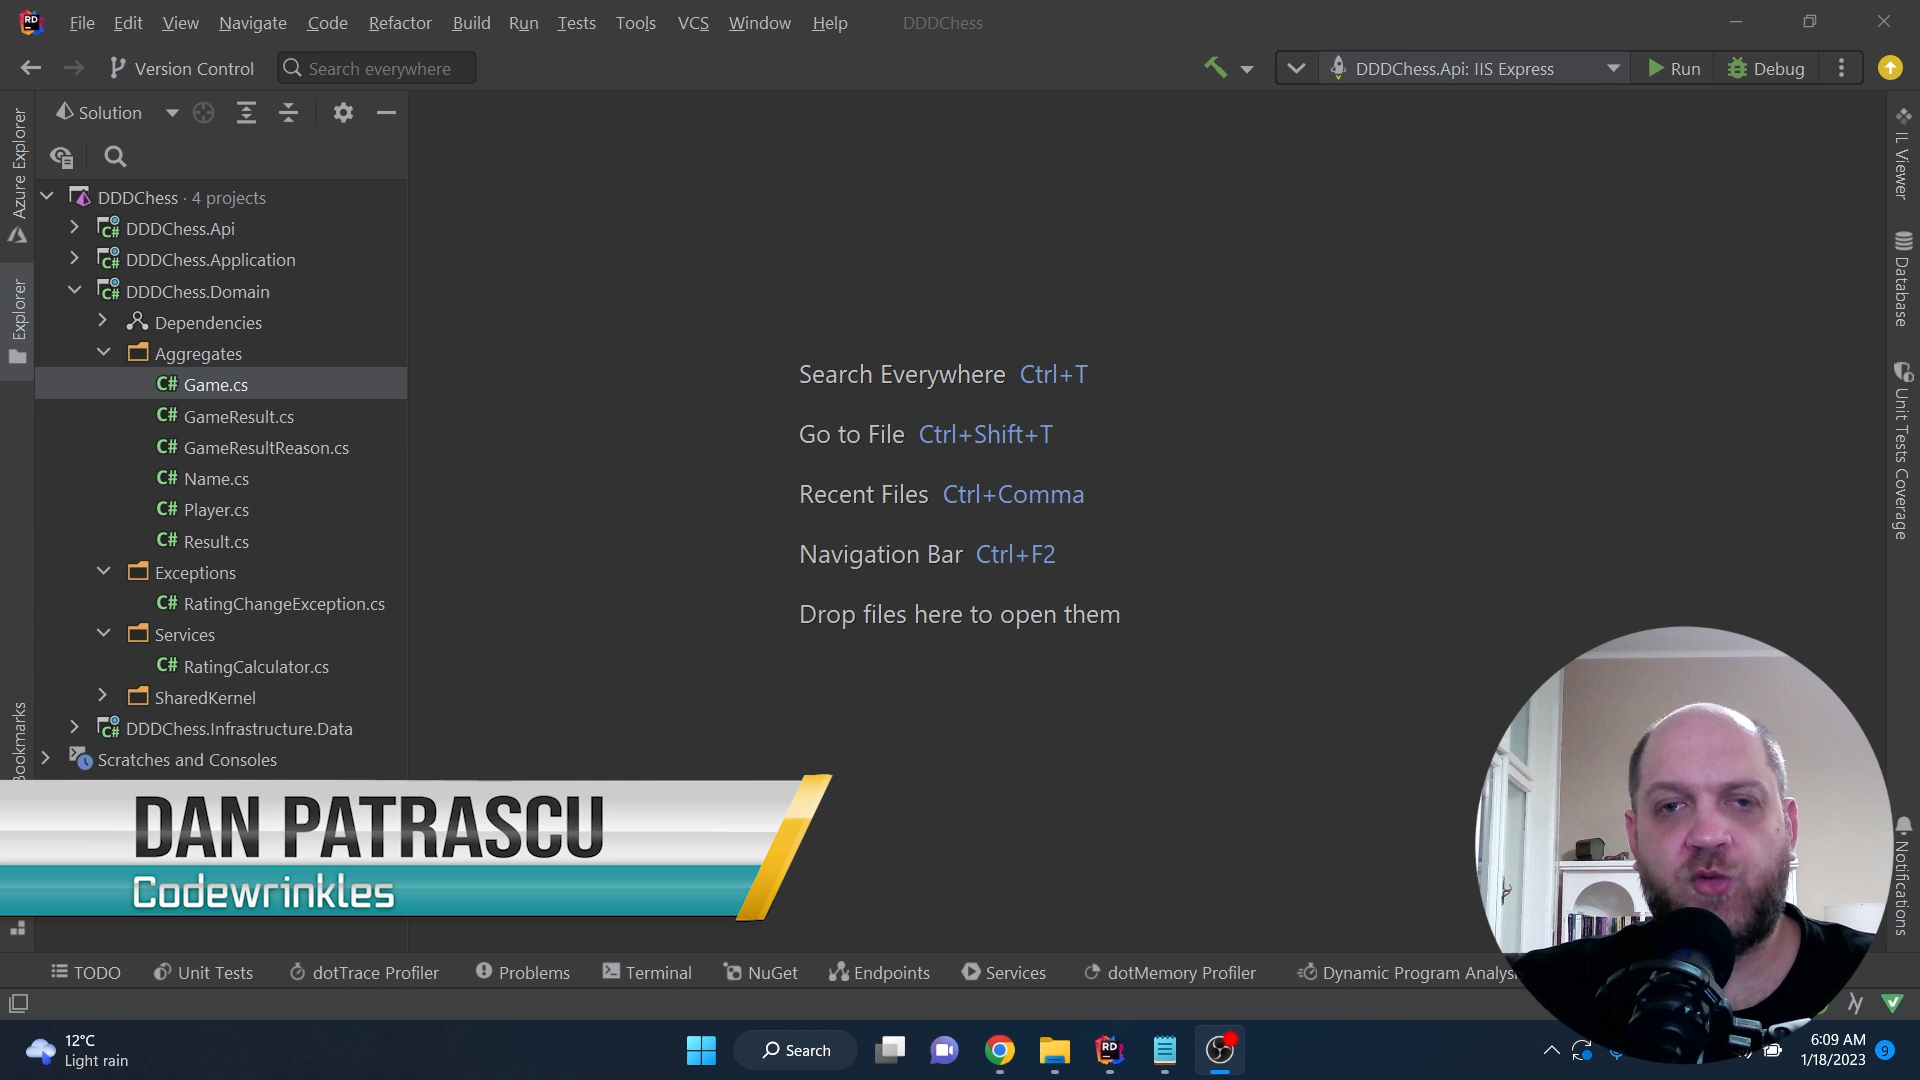 File Edit View Navigate Code Refactor Build Run Tests Tools VCS Window Help DDDChess
Version Control Search everywhere DDDChess.Api: IIS Express Run Debug
Solution
DDDChess · 4 projects
DDDChess.Api
DDDChess.Application
DDDChess.Domain
Dependencies
Aggregates
C# Game.cs
C# GameResult.cs
C# GameResultReason.cs
C# Name.cs
C# Player.cs
C# Result.cs
Exceptions
C# RatingChangeException.cs
Services
C# RatingCalculator.cs
SharedKernel
DDDChess.Infrastructure.Data
Scratches and Consoles
Azure Explorer
Explorer
Bookmarks
Search Everywhere Ctrl+T
Go to File Ctrl+Shift+T
Recent Files Ctrl+Comma
Navigation Bar Ctrl+F2
Drop files here to open them
IL Viewer
Database
Unit Tests Coverage
Notifications
DAN PATRASCU
Codewrinkles
TODO Unit Tests dotTrace Profiler Problems Terminal NuGet Endpoints Services dotMemory Profiler Dynamic Program Analysis
12°C
Light rain
Search
6:09 AM
1/18/2023
9